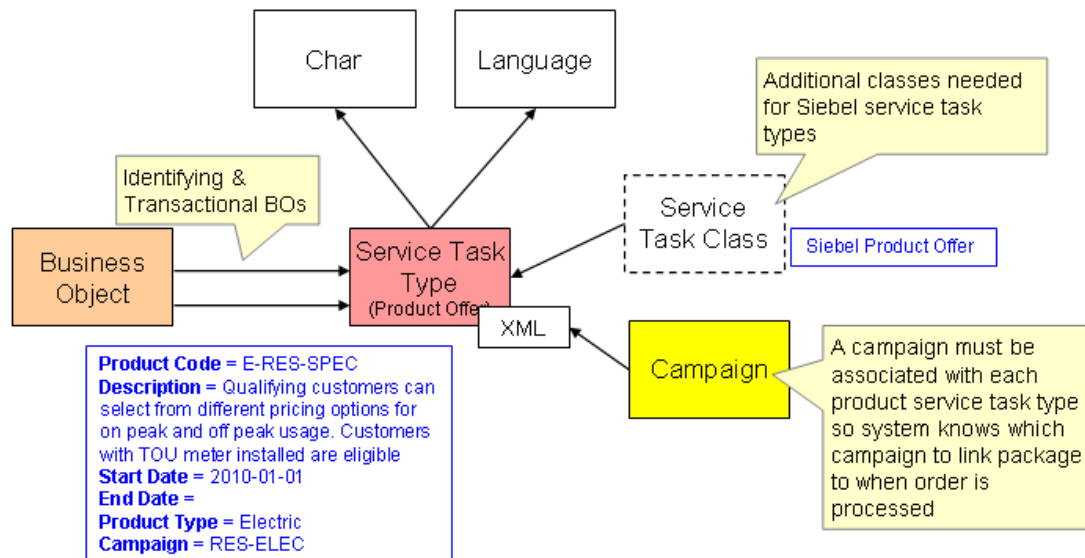 Char
Language
Additional classes needed
for Siebel service task
types
Identifying &
Transactional BOs
Service
Task Class
Siebel Product Offer
Business
Object
Service Task
Type
(Product Offer)
XML
Campaign
Product Code = E-RES-SPEC
Description = Qualifying customers can
select from different pricing options for
on peak and off peak usage. Customers
with TOU meter installed are eligible
Start Date = 2010-01-01
End Date =
Product Type = Electric
Campaign = RES-ELEC
A campaign must be
associated with each
product service task type
so system knows which
campaign to link package
to when order is
processed